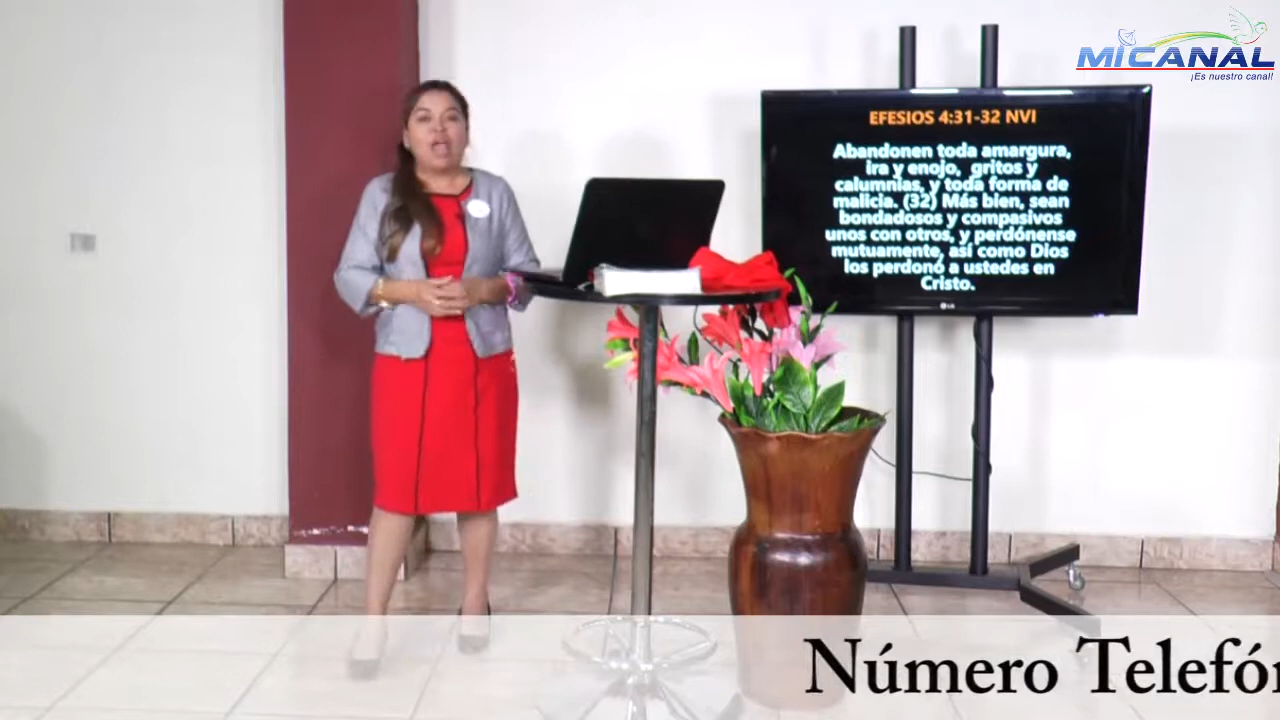 MICANAL
¡Es nuestro canal!
EFESIOS 4:31-32 NVI
Abandonen toda amargura,
ira y enojo, gritos y
calumnias, y toda forma de
malicia. (32) Más bien, sean
bondadosos y compasivos
unos con otros, y perdónense
mutuamente, así como Dios
los perdonó a ustedes en
Cristo.
LG
Número Telefón